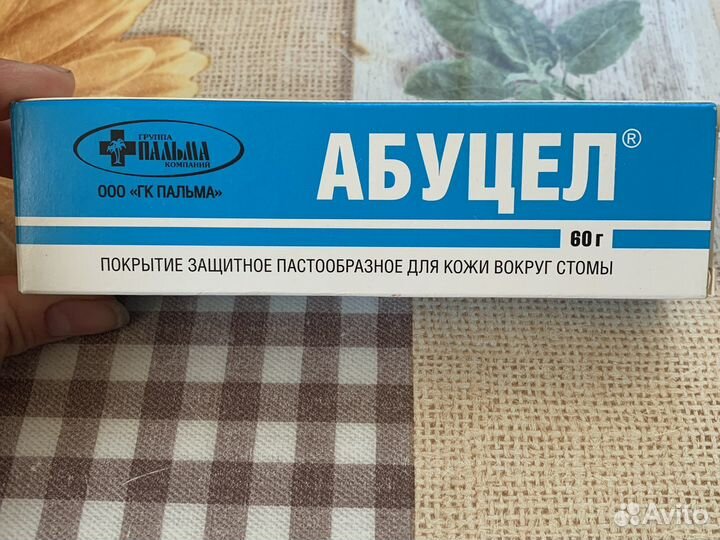 ГРУППА
ПАЛЬМА
КОМПАНИЙ
ООО «ГК ПАЛЬМА»
АБУЦЕЛ®
60 г
ПОКРЫТИЕ ЗАЩИТНОЕ ПАСТООБРАЗНОЕ ДЛЯ КОЖИ ВОКРУГ СТОМЫ
Avito